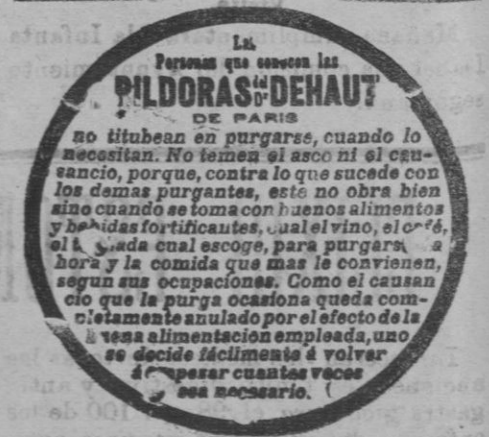 Las
Personas que conocen las
PILDORAS del Dr DEHAUT
DE PARIS
no titubean en purgarse, cuando lo
necesitan. No temen el asco ni el cau-
sancio, porque, contra lo que sucede con
los demas purgantes, este no obra bien
sino cuando se toma con buenos alimentos
y bebidas fortificantes, cual el vino, el café,
el Cada cual escoge, para purgarse, la
hora y la comida que mas le convienen,
segun sus ocupaciones. Como el causan
cio que la purga ocasiona queda com-
pletamente anulado por el efecto de la
buena alimentación empleada, uno
se decide fácilmente á volver
á empesar cuantas veces
sea necesario.